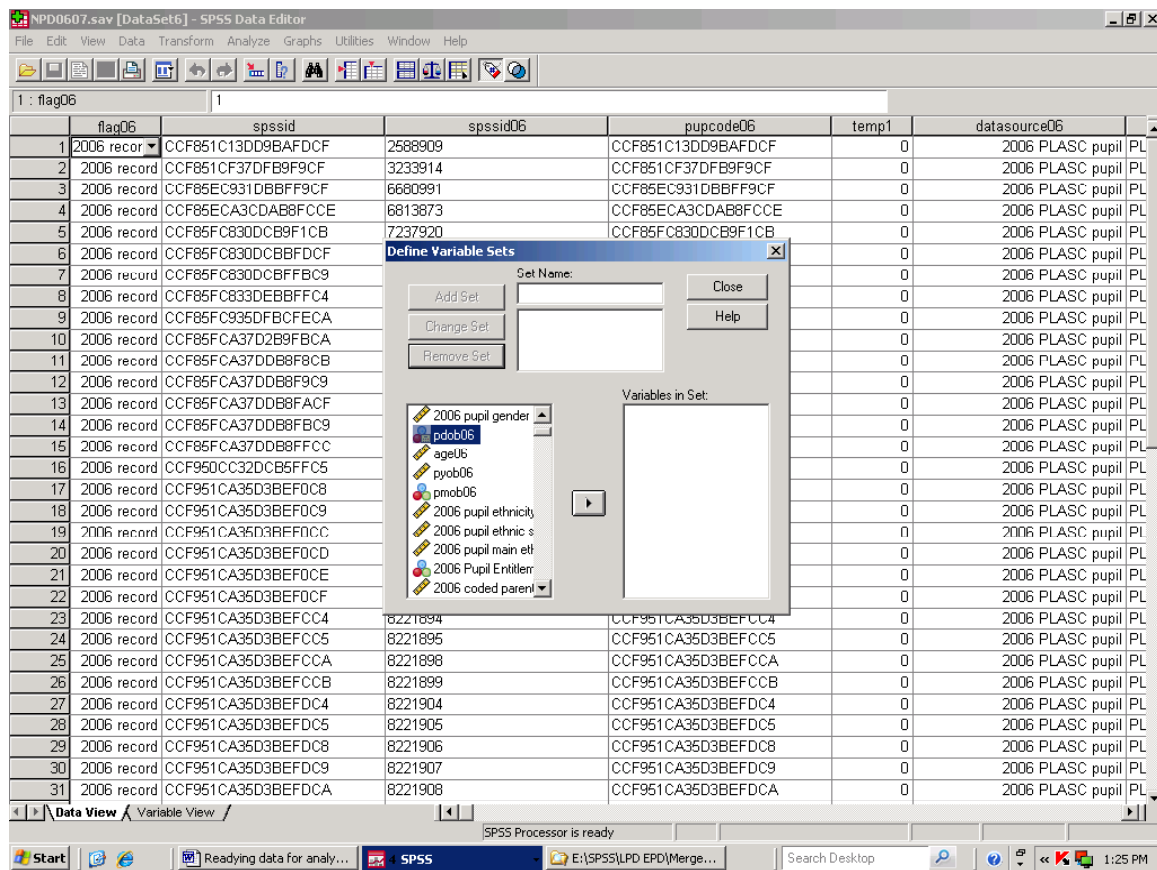 NPD0607.sav [DataSet6] - SPSS Data Editor
File Edit View Data Transform Analyze Graphs Utilities Window Help
1 : flag06 1
flag06 spssid spssid06 pupcode06 temp1 datasource06
1 2006 recor CCF851C13DD9BAFDCF 2588909 CCF851C13DD9BAFDCF 0 2006 PLASC pupil PL
2 2006 record CCF851CF37DFB9F9CF 3233914 CCF851CF37DFB9F9CF 0 2006 PLASC pupil PL
3 2006 record CCF85EC931DBBFF9CF 6680991 CCF85EC931DBBFF9CF 0 2006 PLASC pupil PL
4 2006 record CCF85ECA3CDAB8FCCE 6813873 CCF85ECA3CDAB8FCCE 0 2006 PLASC pupil PL
5 2006 record CCF85FC830DCB9F1CB 7237920 CCF85FC830DCB9F1CB 0 2006 PLASC pupil PL
6 2006 record CCF85FC830DCBBFDCF 0 2006 PLASC pupil PL
7 2006 record CCF85FC830DCBFFBC9 0 2006 PLASC pupil PL
8 2006 record CCF85FC833DEBBFFC4 0 2006 PLASC pupil PL
9 2006 record CCF85FC935DFBCFECA 0 2006 PLASC pupil PL
10 2006 record CCF85FCA37D2B9FBCA 0 2006 PLASC pupil PL
11 2006 record CCF85FCA37DDB8F8CB 0 2006 PLASC pupil PL
12 2006 record CCF85FCA37DDB8F9C9 0 2006 PLASC pupil PL
13 2006 record CCF85FCA37DDB8FACF 0 2006 PLASC pupil PL
14 2006 record CCF85FCA37DDB8FBC9 0 2006 PLASC pupil PL
15 2006 record CCF85FCA37DDB8FFCC 0 2006 PLASC pupil PL
16 2006 record CCF950CC32DCB5FFC5 0 2006 PLASC pupil PL
17 2006 record CCF951CA35D3BEF0C8 0 2006 PLASC pupil PL
18 2006 record CCF951CA35D3BEF0C9 0 2006 PLASC pupil PL
19 2006 record CCF951CA35D3BEF0CC 0 2006 PLASC pupil PL
20 2006 record CCF951CA35D3BEF0CD 0 2006 PLASC pupil PL
21 2006 record CCF951CA35D3BEF0CE 0 2006 PLASC pupil PL
22 2006 record CCF951CA35D3BEF0CF 0 2006 PLASC pupil PL
23 2006 record CCF951CA35D3BEFCC4 8221894 CCF951CA35D3BEFCC4 0 2006 PLASC pupil PL
24 2006 record CCF951CA35D3BEFCC5 8221895 CCF951CA35D3BEFCC5 0 2006 PLASC pupil PL
25 2006 record CCF951CA35D3BEFCCA 8221898 CCF951CA35D3BEFCCA 0 2006 PLASC pupil PL
26 2006 record CCF951CA35D3BEFCCB 8221899 CCF951CA35D3BEFCCB 0 2006 PLASC pupil PL
27 2006 record CCF951CA35D3BEFDC4 8221904 CCF951CA35D3BEFDC4 0 2006 PLASC pupil PL
28 2006 record CCF951CA35D3BEFDC5 8221905 CCF951CA35D3BEFDC5 0 2006 PLASC pupil PL
29 2006 record CCF951CA35D3BEFDC8 8221906 CCF951CA35D3BEFDC8 0 2006 PLASC pupil PL
30 2006 record CCF951CA35D3BEFDC9 8221907 CCF951CA35D3BEFDC9 0 2006 PLASC pupil PL
31 2006 record CCF951CA35D3BEFDCA 8221908 CCF951CA35D3BEFDCA 0 2006 PLASC pupil PL
Define Variable Sets
Set Name:
Add Set
Change Set
Remove Set
Close
Help
Variables in Set:
2006 pupil gender
pdob06
age06
pyob06
pmob06
2006 pupil ethnicity
2006 pupil ethnic s
2006 pupil main eth
2006 Pupil Entitlem
2006 coded parent
Data View Variable View
SPSS Processor is ready
Start Readying data for analy... 4 SPSS E:\SPSS\LPD EPD\Merge... Search Desktop 1:25 PM